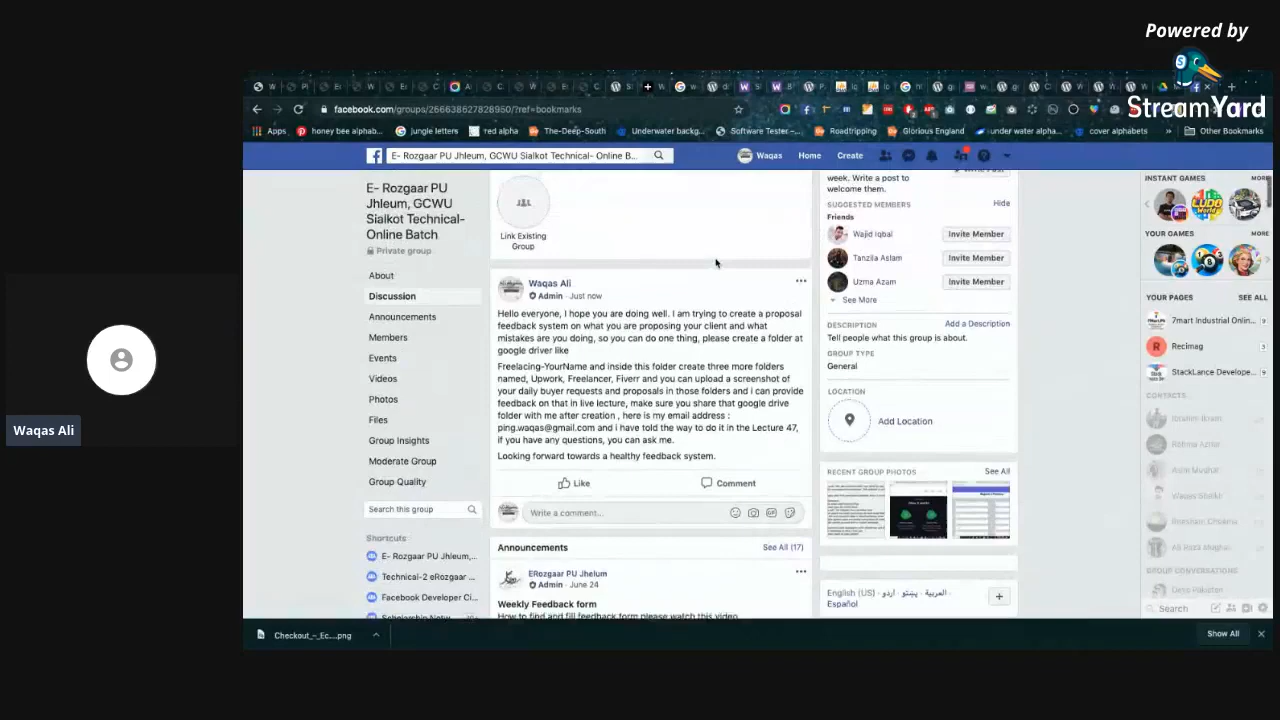 Powered by
StreamYard
facebook.com/groups/266638627828950/?ref=bookmarks
Apps
honey bee alphab...
jungle letters
red alpha
The-Deep-South
Underwater backg...
Software Tester –...
Roadtripping
Glorious England
under water alpha...
cover alphabets
»
Other Bookmarks
E- Rozgaar PU Jhleum, GCWU Sialkot Technical- Online B...
Waqas
Home
Create
E- Rozgaar PU
Jhleum, GCWU
Sialkot Technical-
Online Batch
Private group
About
Discussion
Announcements
Members
Events
Videos
Photos
Files
Group Insights
Moderate Group
Group Quality
Search this group
Shortcuts
E- Rozgaar PU Jhleum,...
Technical-2 eRozgaar ...
Facebook Developer Ci...
Link Existing
Group
Waqas Ali
Admin · Just now
Hello everyone, I hope you are doing well. I am trying to create a proposal
feedback system on what you are proposing your client and what
mistakes are you doing, so you can do one thing, please create a folder at
google drive like
Freelacing-YourName and inside this folder create three more folders
named, Upwork, Freelancer, Fiverr and you can upload a screenshot of
your daily buyer requests and proposals in those folders and i can provide
feedback on that in live lecture, make sure you share that google drive
folder with me after creation , here is my email address :
ping.waqas@gmail.com and i have told the way to do it in the Lecture 47,
if you have any questions, you can ask me.
Looking forward towards a healthy feedback system.
Like
Comment
Write a comment...
Announcements
See All (17)
ERozgaar PU Jhelum
Admin · June 24
Weekly Feedback form
How to find and fill feedback form please watch this video
week. Write a post to
welcome them.
SUGGESTED MEMBERS
Hide
Friends
Wajid Iqbal
Invite Member
Tanzila Aslam
Invite Member
Uzma Azam
Invite Member
See More
DESCRIPTION
Add a Description
Tell people what this group is about.
GROUP TYPE
General
LOCATION
Add Location
RECENT GROUP PHOTOS
See All
English (US) · اردو · پښتو · العربية ·
Español
INSTANT GAMES
MORE
YOUR GAMES
MORE
YOUR PAGES
SEE ALL
7mart Industrial Onlin...
9
Recimag
3
StackLance Develope...
9
CONTACTS
GROUP CONVERSATIONS
Search
Waqas Ali
Checkout_–_Ec....png
Show All